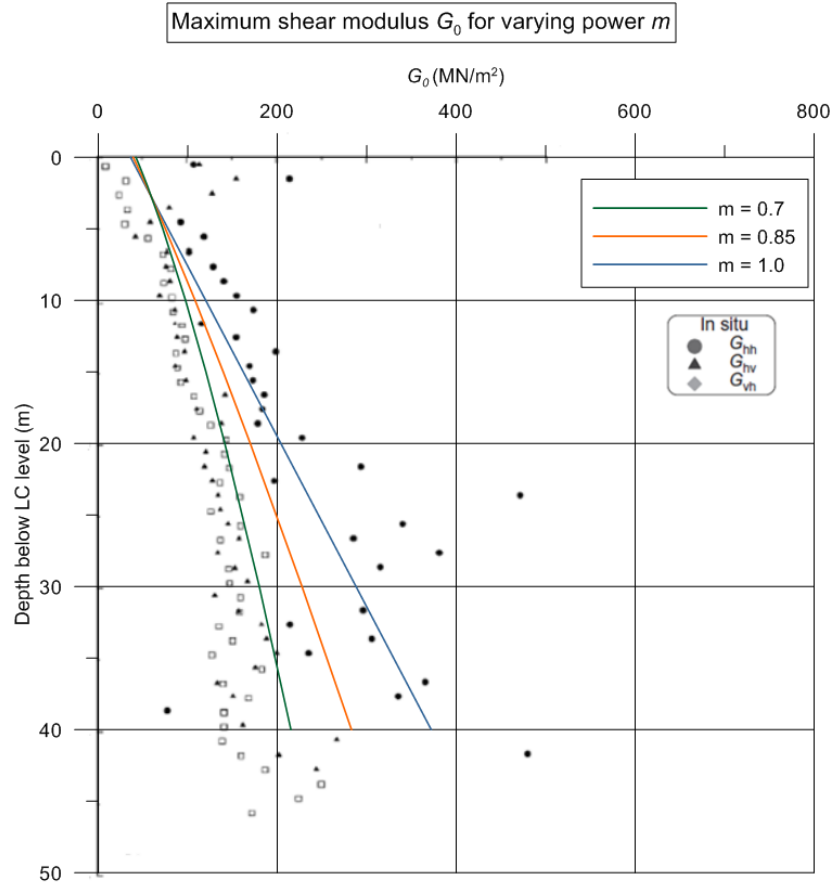 Maximum shear modulus G0 for varying power m
G0 (MN/m²)
0 200 400 600 800
0
m = 0.7
m = 0.85
m = 1.0
10
In situ
Ghh
Ghv
Gvh
Depth below LC level (m)
20
30
40
50